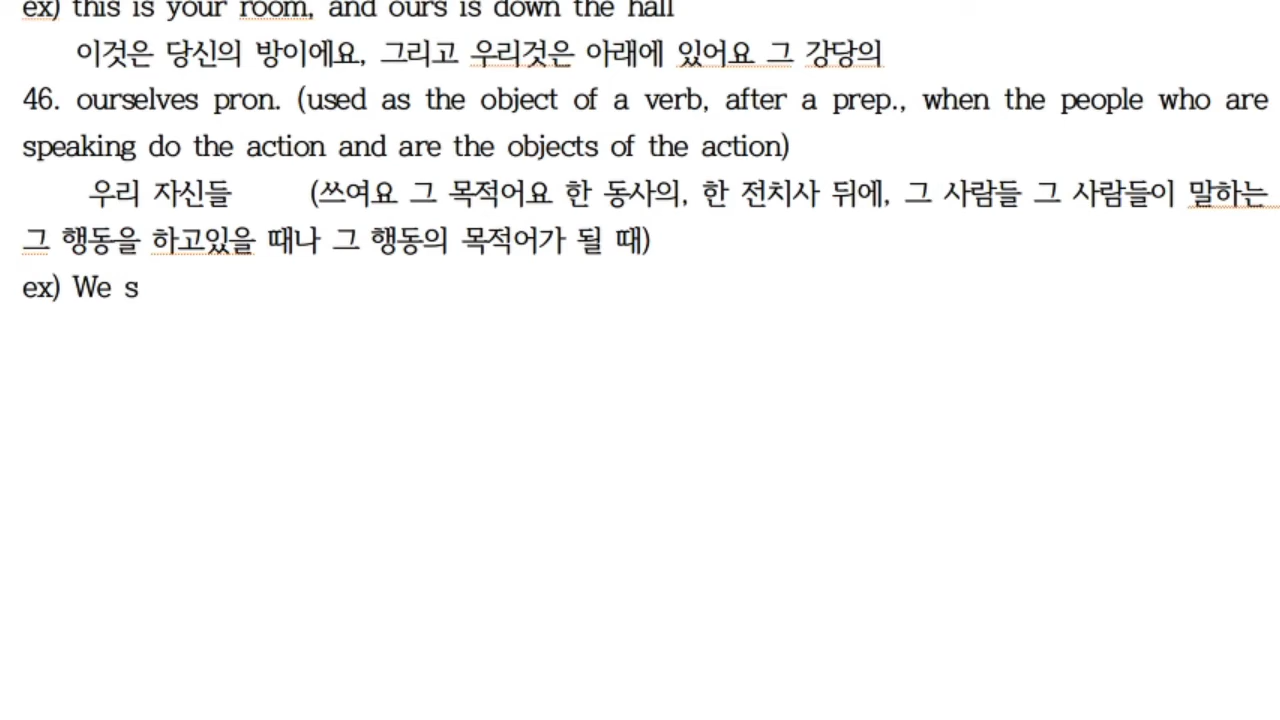 ex) this is your room, and ours is down the hall
이것은 당신의 방이에요, 그리고 우리것은 아래에 있어요 그 강당의
46. ourselves pron. (used as the object of a verb, after a prep., when the people who are
speaking do the action and are the objects of the action)
우리 자신들 (쓰여요 그 목적어요 한 동사의, 한 전치사 뒤에, 그 사람들 그 사람들이 말하는
그 행동을 하고있을 때나 그 행동의 목적어가 될 때)
ex) We s